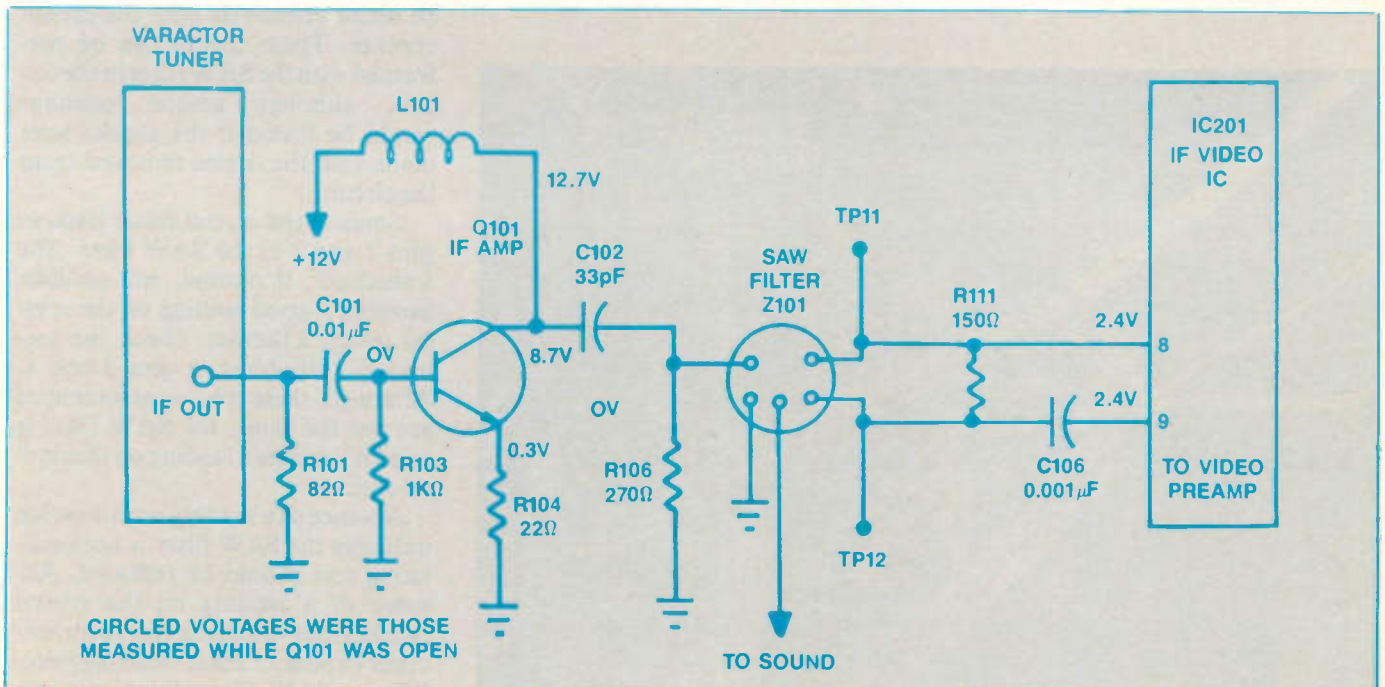 VARACTOR
TUNER
L101
+12V
12.7V
Q101
IF AMP
C101
0.01μF
OV
IF OUT
R101
82Ω
R103
1KΩ
8.7V
0.3V
R104
22Ω
C102
33pF
OV
R106
270Ω
SAW
FILTER
Z101
TP11
TP12
TO SOUND
R111
150Ω
C106
0.001μF
2.4V
8
2.4V
9
IC201
IF VIDEO
IC
TO VIDEO
PREAMP
CIRCLED VOLTAGES WERE THOSE
MEASURED WHILE Q101 WAS OPEN